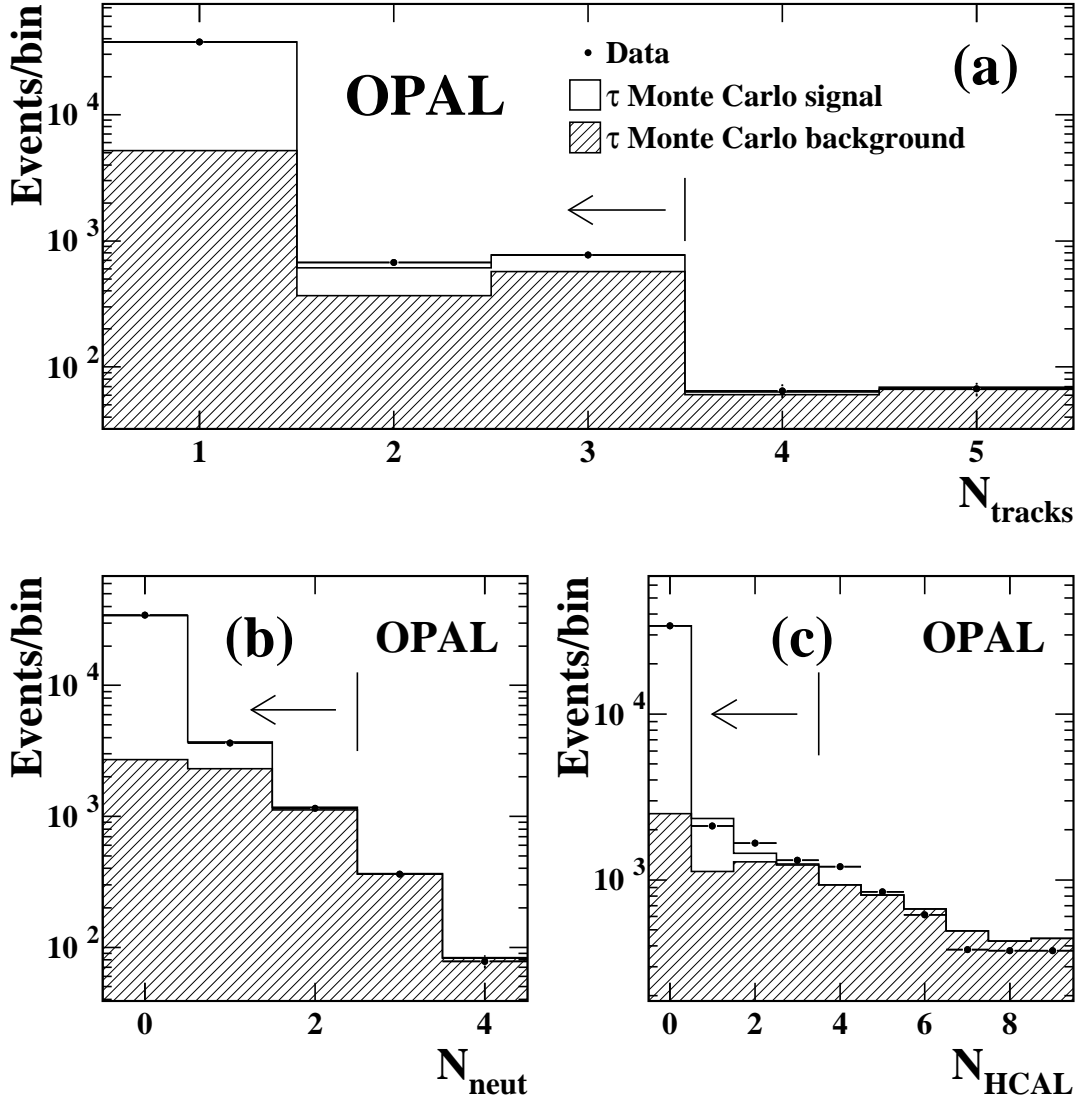 Events/bin
10^4
10^3
10^2
OPAL
(a)
Data
τ Monte Carlo signal
τ Monte Carlo background
1 2 3 4 5
N_tracks
Events/bin
10^4
10^3
10^2
(b) OPAL
0 2 4
N_neut
Events/bin
10^4
10^3
(c) OPAL
0 2 4 6 8
N_HCAL